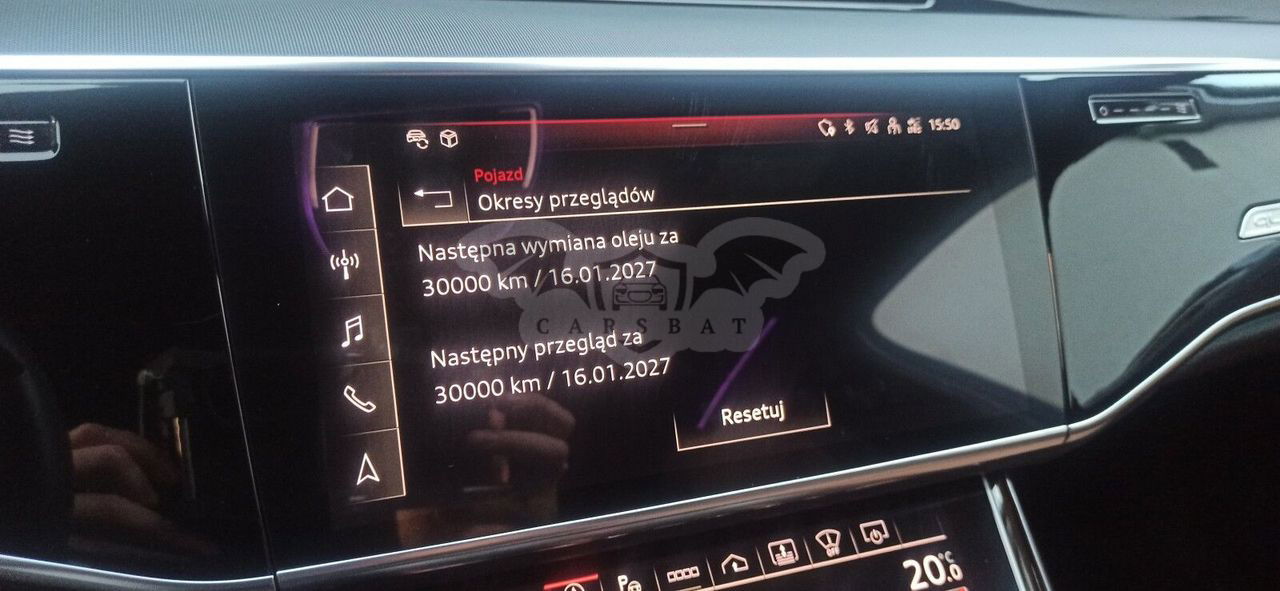 15:50
Pojazd
Okresy przeglądów
Następna wymiana oleju za
30000 km / 16.01.2027
CARSBAT
Następny przegląd za
30000 km / 16.01.2027
Resetuj
OFF
20.0 °C